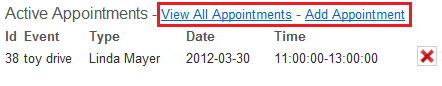 Active Appointments - View All Appointments - Add Appointment
Id Event Type Date Time
38 toy drive Linda Mayer 2012-03-30 11:00:00-13:00:00